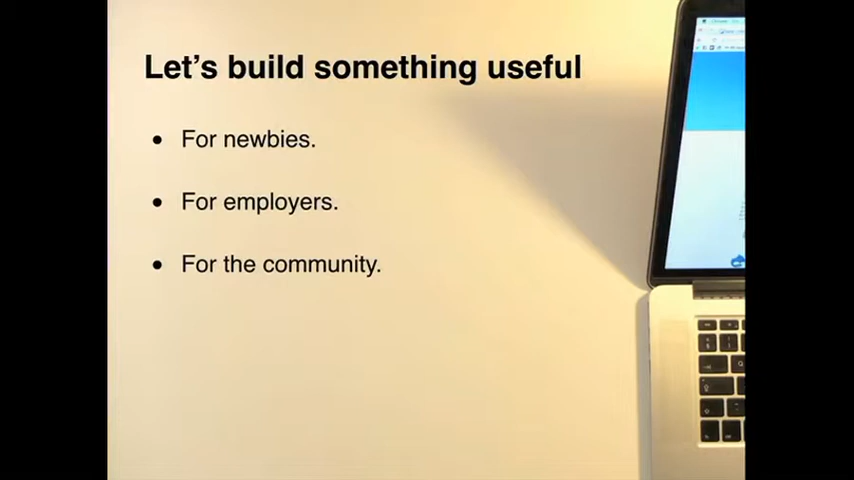 Let's build something useful
• For newbies.
• For employers.
• For the community.